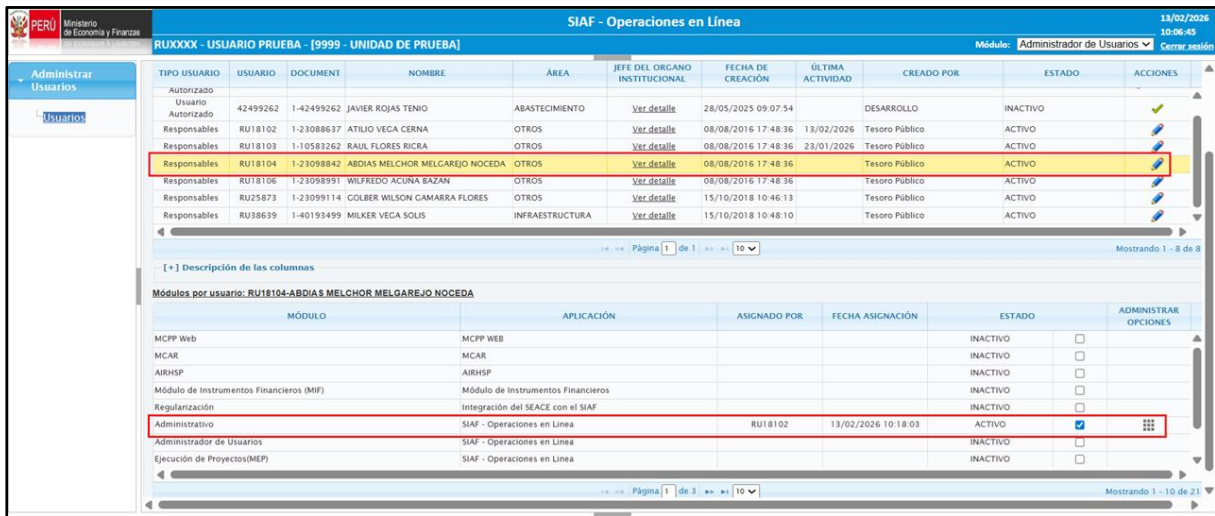 PERÚ Ministerio de Economía y Finanzas
SIAF - Operaciones en Línea
13/02/2026
10:06:45
RUXXXX - USUARIO PRUEBA - [9999 - UNIDAD DE PRUEBA]
Módulo: Administrador de Usuarios Cerrar sesión
Administrar Usuarios
Usuarios
TIPO USUARIO USUARIO DOCUMENT NOMBRE ÁREA JEFE DEL ORGANO INSTITUCIONAL FECHA DE CREACIÓN ÚLTIMA ACTIVIDAD CREADO POR ESTADO ACCIONES
Autorizado
Usuario Autorizado 42499262 1-42499262 JAVIER ROJAS TENIO ABASTECIMIENTO Ver detalle 28/05/2025 09:07:54 DESARROLLO INACTIVO
Responsables RU18102 1-23088637 ATILIO VEGA CERNA OTROS Ver detalle 08/08/2016 17:48:36 13/02/2026 Tesoro Público ACTIVO
Responsables RU18103 1-10583262 RAUL FLORES RICRA OTROS Ver detalle 08/08/2016 17:48:36 23/01/2026 Tesoro Público ACTIVO
Responsables RU18104 1-23098842 ABDIAS MELCHOR MELGAREJO NOCEDA OTROS Ver detalle 08/08/2016 17:48:36 Tesoro Público ACTIVO
Responsables RU18106 1-23098991 WILFREDO ACUÑA BAZAN OTROS Ver detalle 08/08/2016 17:48:36 Tesoro Público ACTIVO
Responsables RU25873 1-23099114 GOLBER WILSON GAMARRA FLORES OTROS Ver detalle 15/10/2018 10:46:13 Tesoro Público ACTIVO
Responsables RU38639 1-40193499 MILKER VEGA SOLIS INFRAESTRUCTURA Ver detalle 15/10/2018 10:48:10 Tesoro Público ACTIVO
Página 1 de 1 10 Mostrando 1 - 8 de 8
[+] Descripción de las columnas
Módulos por usuario: RU18104-ABDIAS MELCHOR MELGAREJO NOCEDA
MÓDULO APLICACIÓN ASIGNADO POR FECHA ASIGNACIÓN ESTADO ADMINISTRAR OPCIONES
MCPP Web MCPP WEB INACTIVO
MCAR MCAR INACTIVO
AIRHSP AIRHSP INACTIVO
Módulo de Instrumentos Financieros (MIF) Módulo de Instrumentos Financieros INACTIVO
Regularización Integración del SEACE con el SIAF INACTIVO
Administrativo SIAF - Operaciones en Linea RU18102 13/02/2026 10:18:03 ACTIVO
Administrador de Usuarios SIAF - Operaciones en Linea INACTIVO
Ejecución de Proyectos(MEP) SIAF - Operaciones en Linea INACTIVO
Página 1 de 3 10 Mostrando 1 - 10 de 21